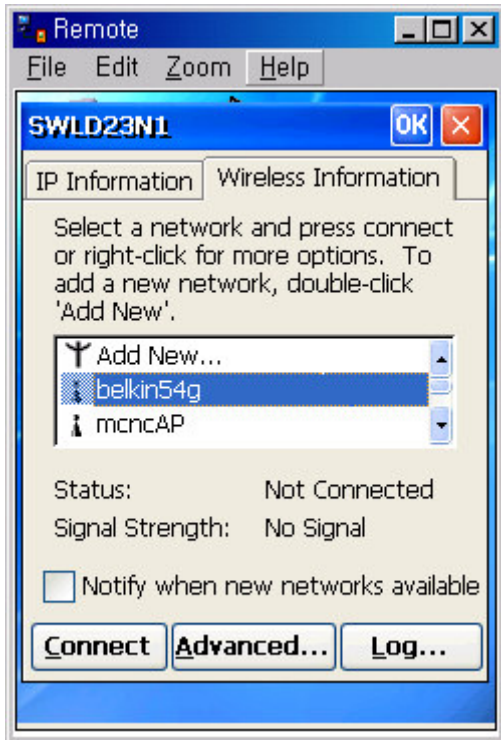 Remote
File Edit Zoom Help
SWLD23N1 OK
IP Information Wireless Information
Select a network and press connect
or right-click for more options. To
add a new network, double-click
'Add New'.
Add New...
belkin54g
mcncAP
Status: Not Connected
Signal Strength: No Signal
Notify when new networks available
Connect Advanced... Log...